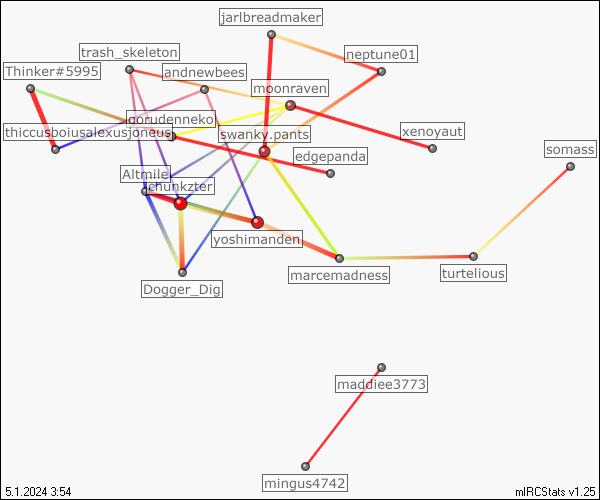 jarlbreadmaker
trash_skeleton
neptune01
Thinker#5995
andnewbees
moonraven
gorudenneko
thiccusboiusalexusjoneus
swanky.pants
xenoyaut
edgepanda
somass
Altmile
chunkzter
yoshimanden
marcemadness
turtelious
Dogger_Dig
maddiee3773
mingus4742
5.1.2024 3:54
mIRCStats v1.25